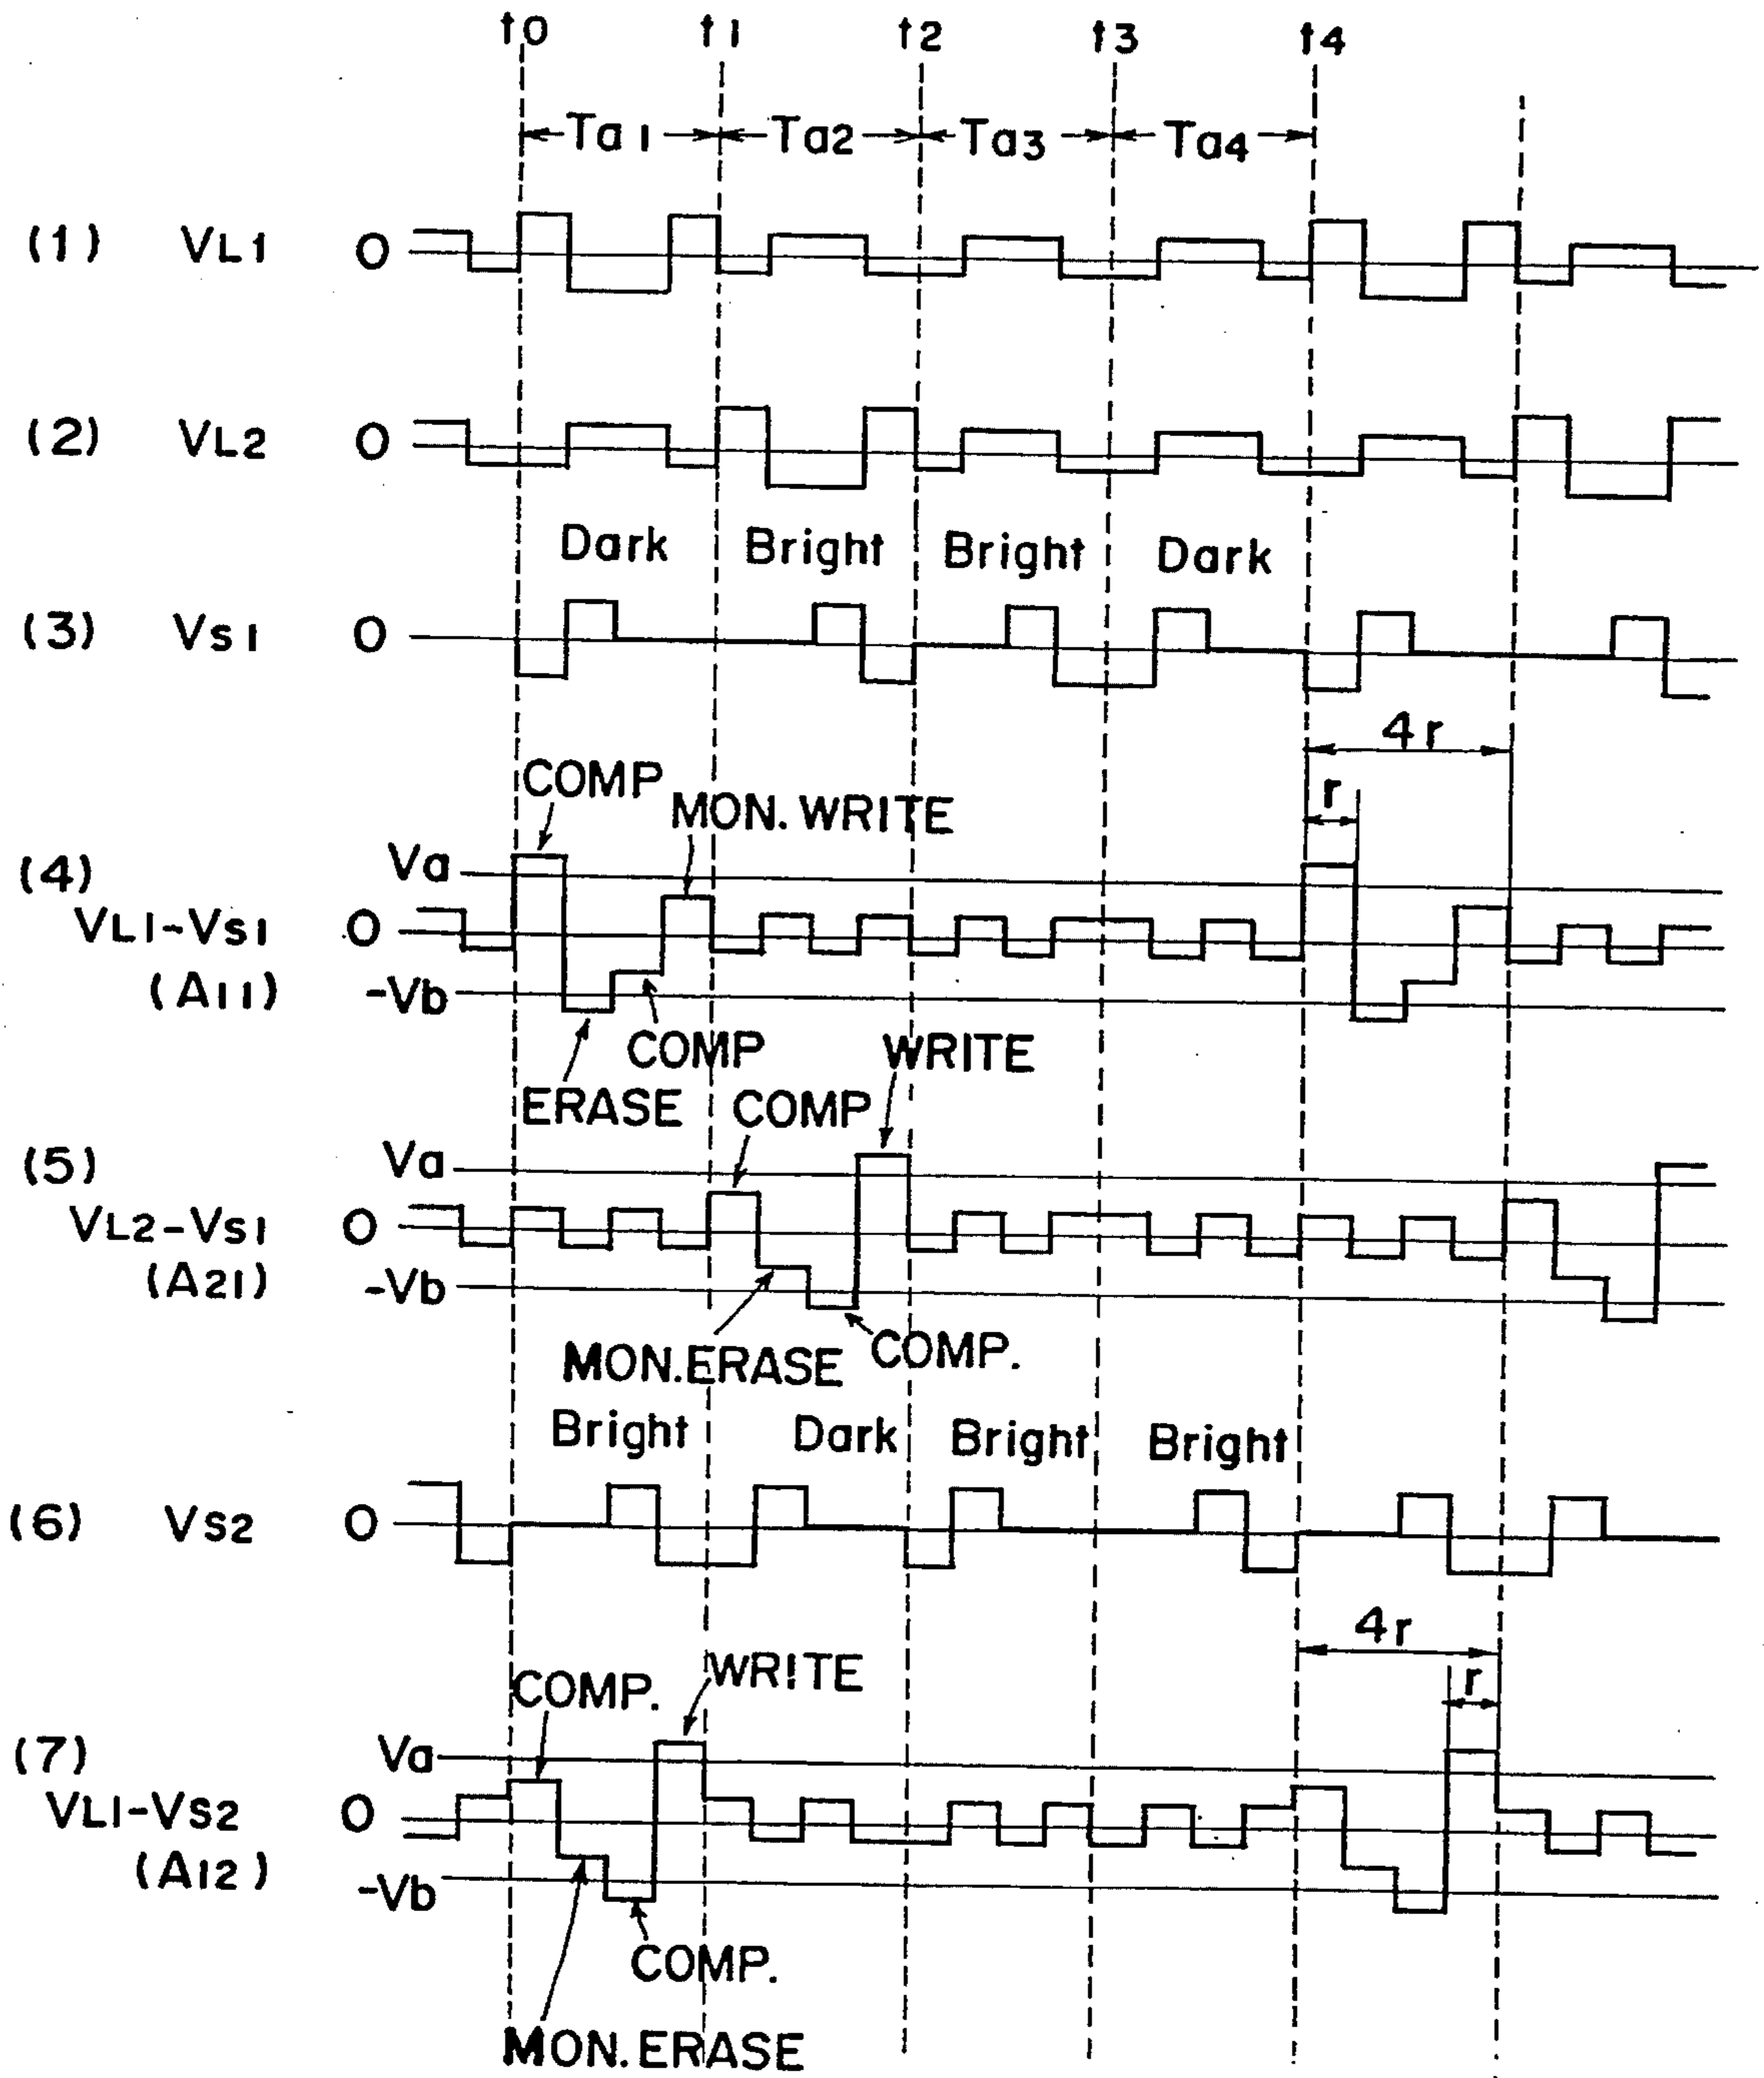 t0 t1 t2 t3 t4
Ta1 Ta2 Ta3 Ta4
(1) VL1 0
(2) VL2 0
Dark Bright Bright Dark
(3) VS1 0
4r
COMP
r
MON. WRITE
(4) Va
VL1-VS1 0
(A11) -Vb
COMP WRITE
ERASE COMP
(5) Va
VL2-VS1 0
(A21) -Vb
MON.ERASE COMP.
Bright Dark Bright Bright
(6) VS2 0
4r
COMP. WRITE r
(7) Va
VL1-VS2 0
(A12) -Vb
COMP.
MON. ERASE